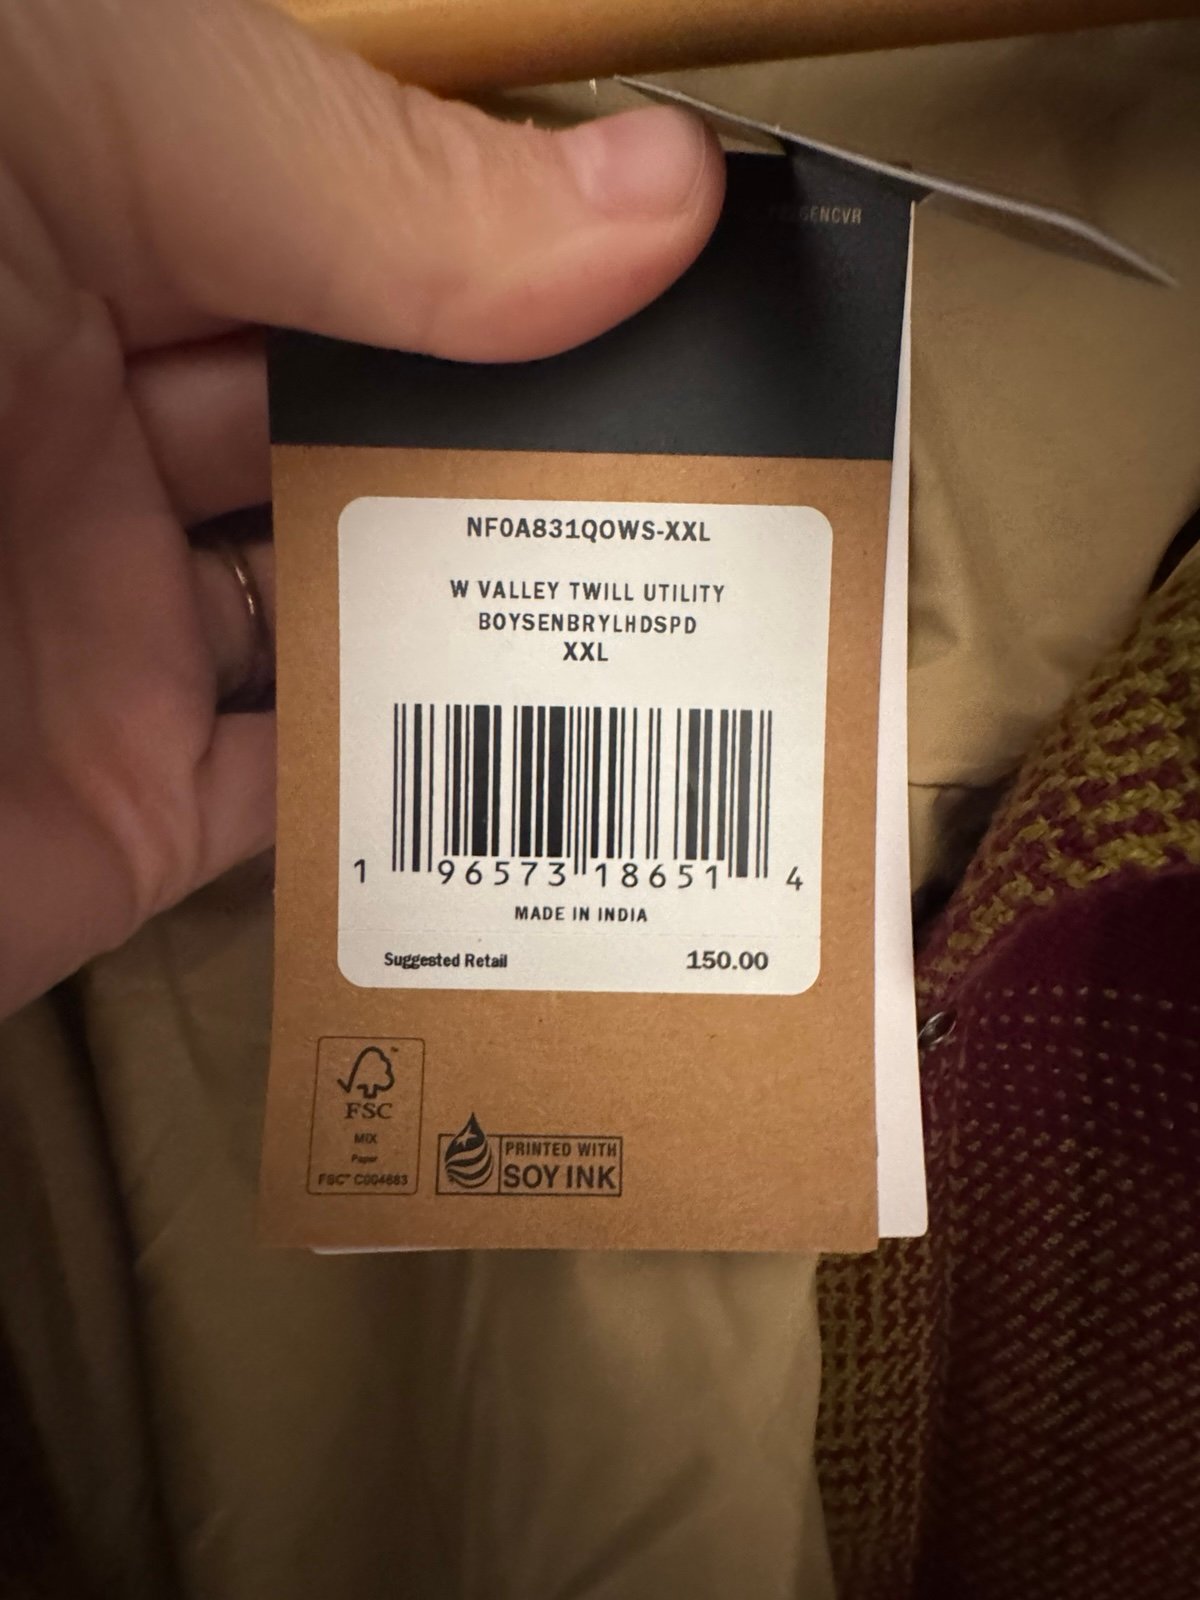 NF0A831QOWS-XXL
W VALLEY TWILL UTILITY
BOYSENBRYLHDSPD
XXL
1 96573 18651 4
MADE IN INDIA
Suggested Retail 150.00
FSC
MIX
Paper
FSC™ C004683
PRINTED WITH
SOY INK